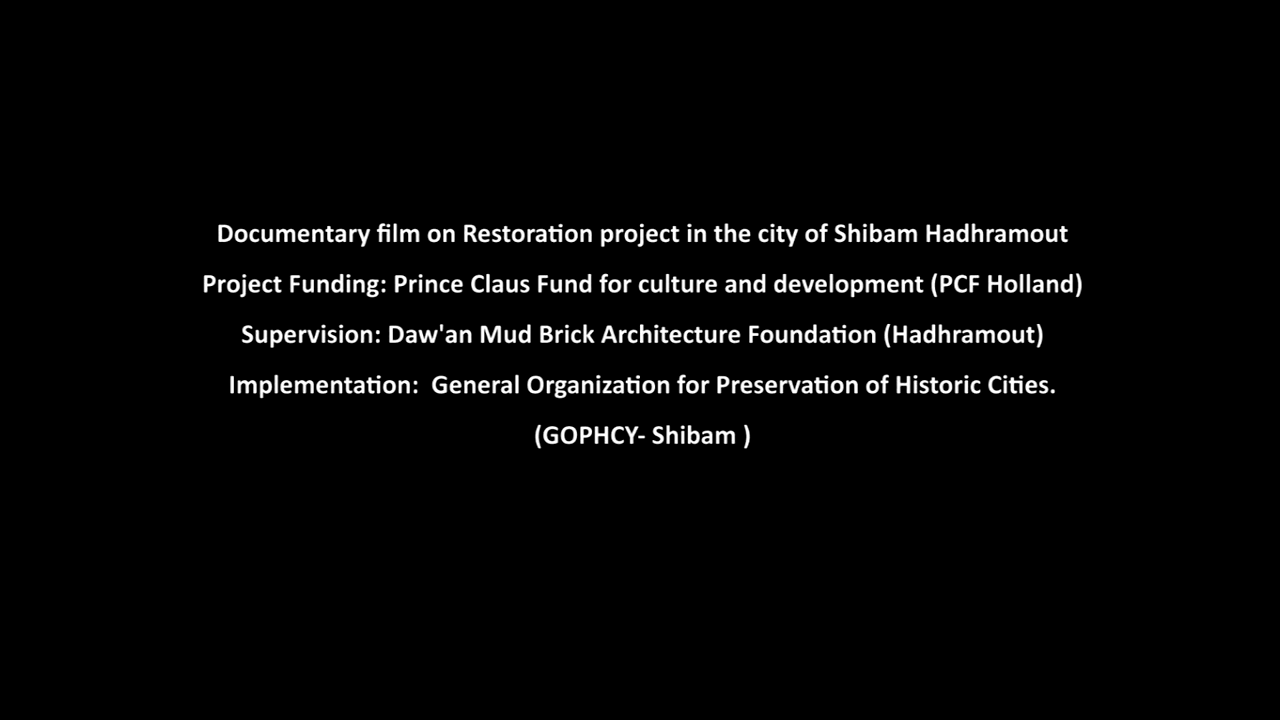 Documentary film on Restoration project in the city of Shibam Hadhramout
Project Funding: Prince Claus Fund for culture and development (PCF Holland)
Supervision: Daw'an Mud Brick Architecture Foundation (Hadhramout)
Implementation:  General Organization for Preservation of Historic Cities.
(GOPHCY- Shibam )